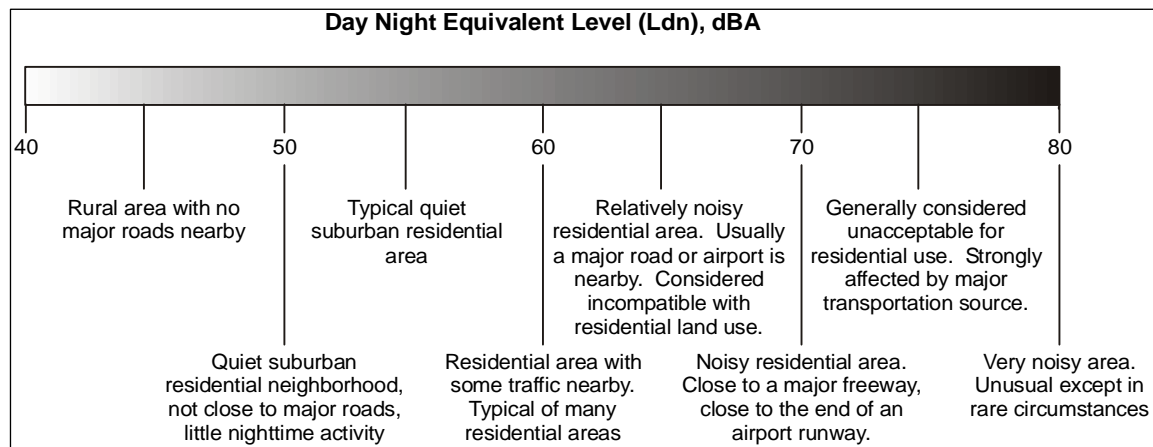 Day Night Equivalent Level (Ldn), dBA
40
50
60
70
80
Rural area with no
major roads nearby
Typical quiet
suburban residential
area
Relatively noisy
residential area. Usually
a major road or airport is
nearby. Considered
incompatible with
residential land use.
Generally considered
unacceptable for
residential use. Strongly
affected by major
transportation source.
Quiet suburban
residential neighborhood,
not close to major roads,
little nighttime activity
Residential area with
some traffic nearby.
Typical of many
residential areas
Noisy residential area.
Close to a major freeway,
close to the end of an
airport runway.
Very noisy area.
Unusual except in
rare circumstances